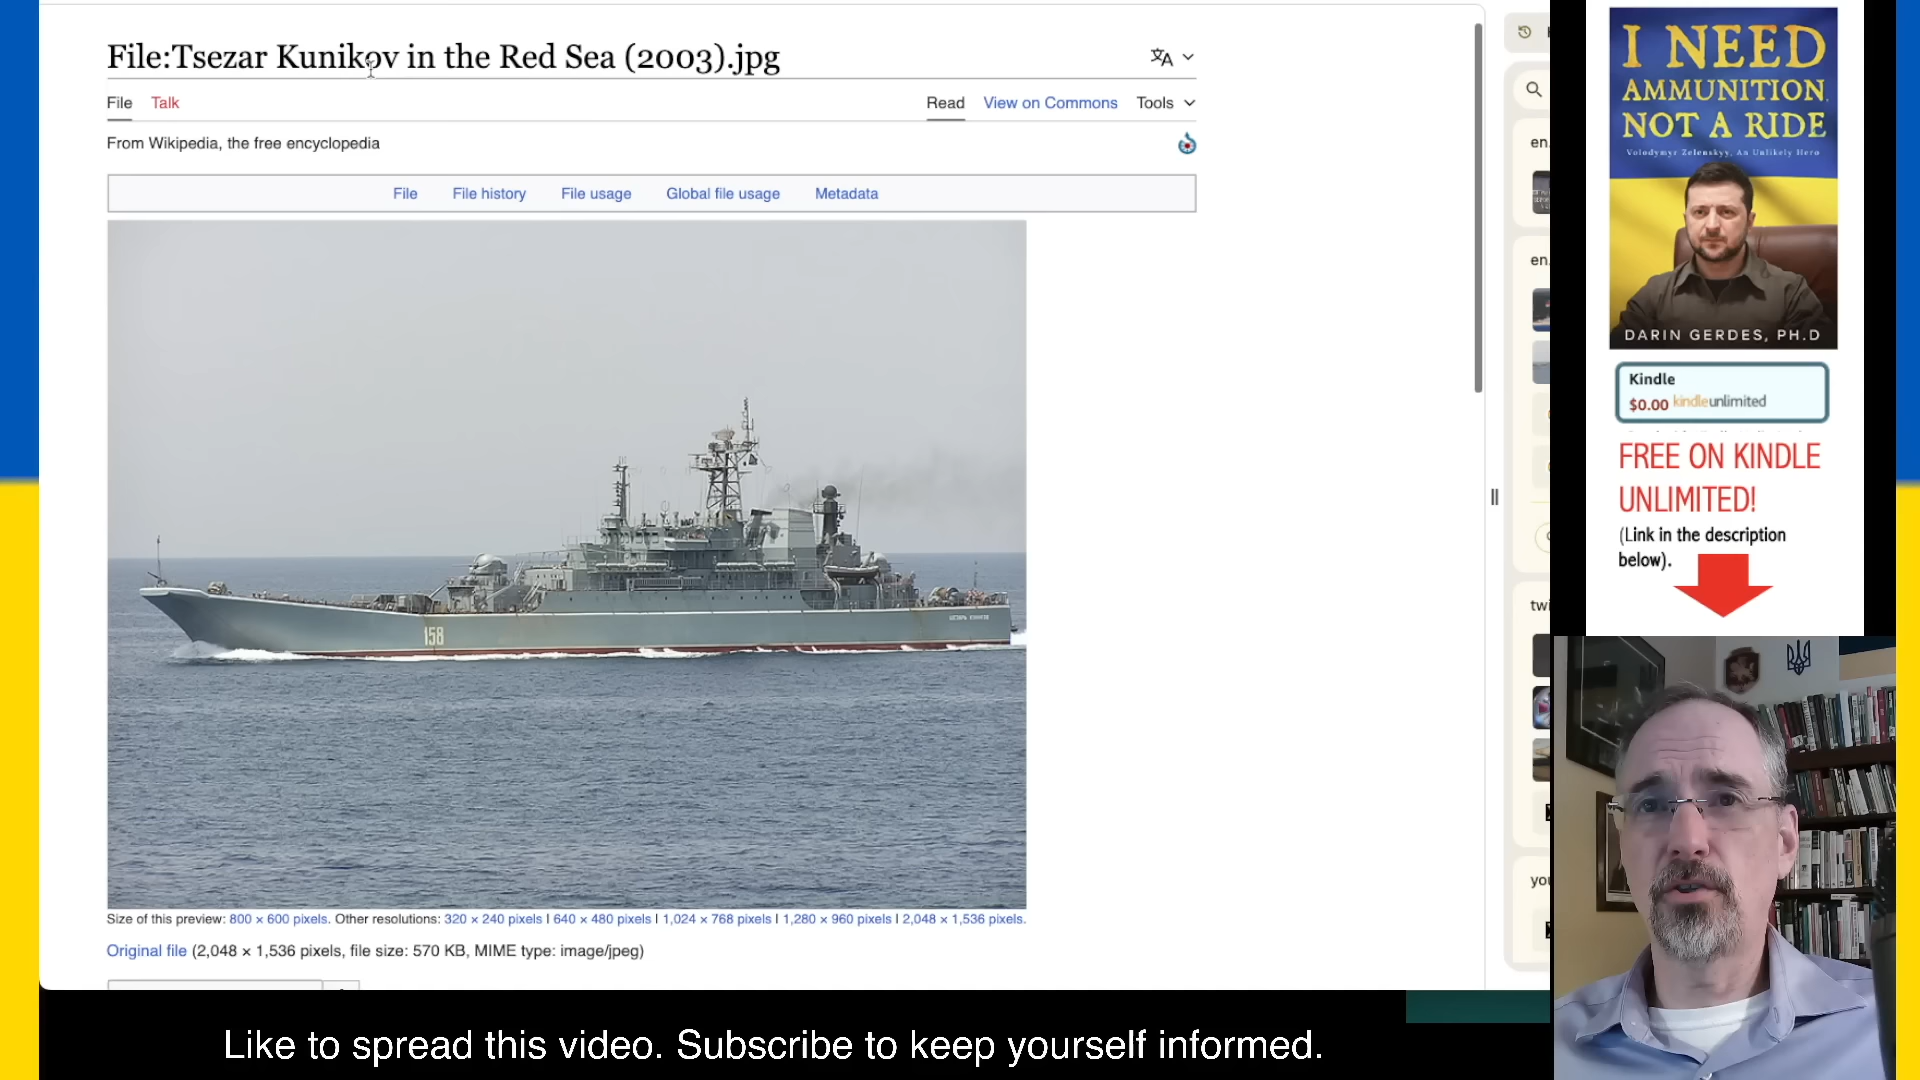 File:Tsezar Kunikov in the Red Sea (2003).jpg
File Talk
Read View on Commons Tools
From Wikipedia, the free encyclopedia
File File history File usage Global file usage Metadata
158
Size of this preview: 800 × 600 pixels. Other resolutions: 320 × 240 pixels | 640 × 480 pixels | 1,024 × 768 pixels | 1,280 × 960 pixels | 2,048 × 1,536 pixels.
Original file (2,048 × 1,536 pixels, file size: 570 KB, MIME type: image/jpeg)
en.
en.
twi
you
I NEED
AMMUNITION,
NOT A RIDE
Volodymyr Zelenskyy, An Unlikely Hero
DARIN GERDES, PH.D
Kindle
$0.00 kindleunlimited
FREE ON KINDLE
UNLIMITED!
(Link in the description
below).
Like to spread this video. Subscribe to keep yourself informed.